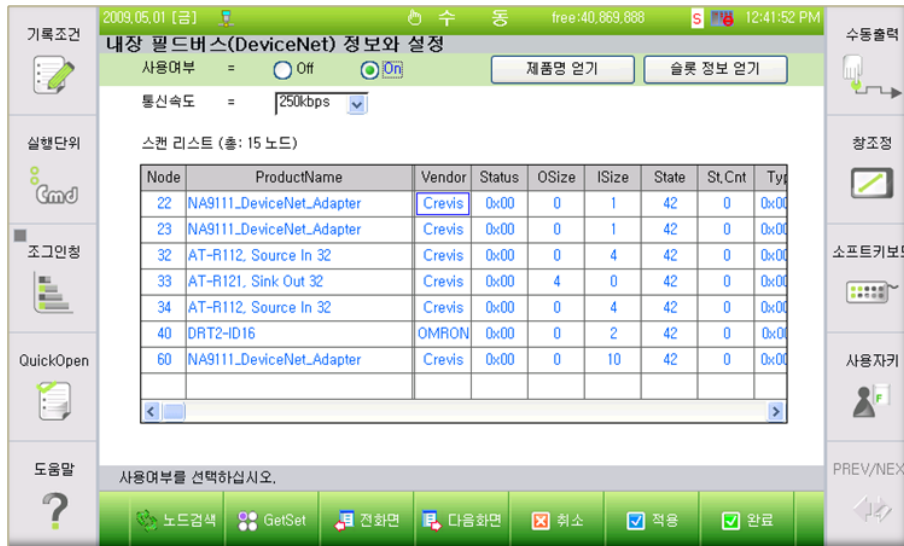 2009.05.01 [금] 수 동 free:40,869,888 S 12:41:52 PM
내장 필드버스(DeviceNet) 정보와 설정
사용여부 = Off On 제품명 얻기 슬롯 정보 얻기
통신속도 = 250kbps
스캔 리스트 (총: 15 노드)
Node ProductName Vendor Status OSize ISize State St,Cnt Typ
22 NA9111_DeviceNet_Adapter Crevis 0x00 0 1 42 0 0x00
23 NA9111_DeviceNet_Adapter Crevis 0x00 0 1 42 0 0x00
32 AT-R112, Source In 32 Crevis 0x00 0 4 42 0 0x00
33 AT-R121, Sink Out 32 Crevis 0x00 4 0 42 0 0x00
34 AT-R112, Source In 32 Crevis 0x00 0 4 42 0 0x00
40 DRT2-ID16 OMRON 0x00 0 2 42 0 0x00
60 NA9111_DeviceNet_Adapter Crevis 0x00 0 10 42 0 0x00
사용여부를 선택하십시오.
노드검색 GetSet 전화면 다음화면 취소 적용 완료
기록조건
실행단위
Cmd
조그인칭
QuickOpen
도움말
?
수동출력
창조정
소프트키보드
사용자키
F
PREV/NEX